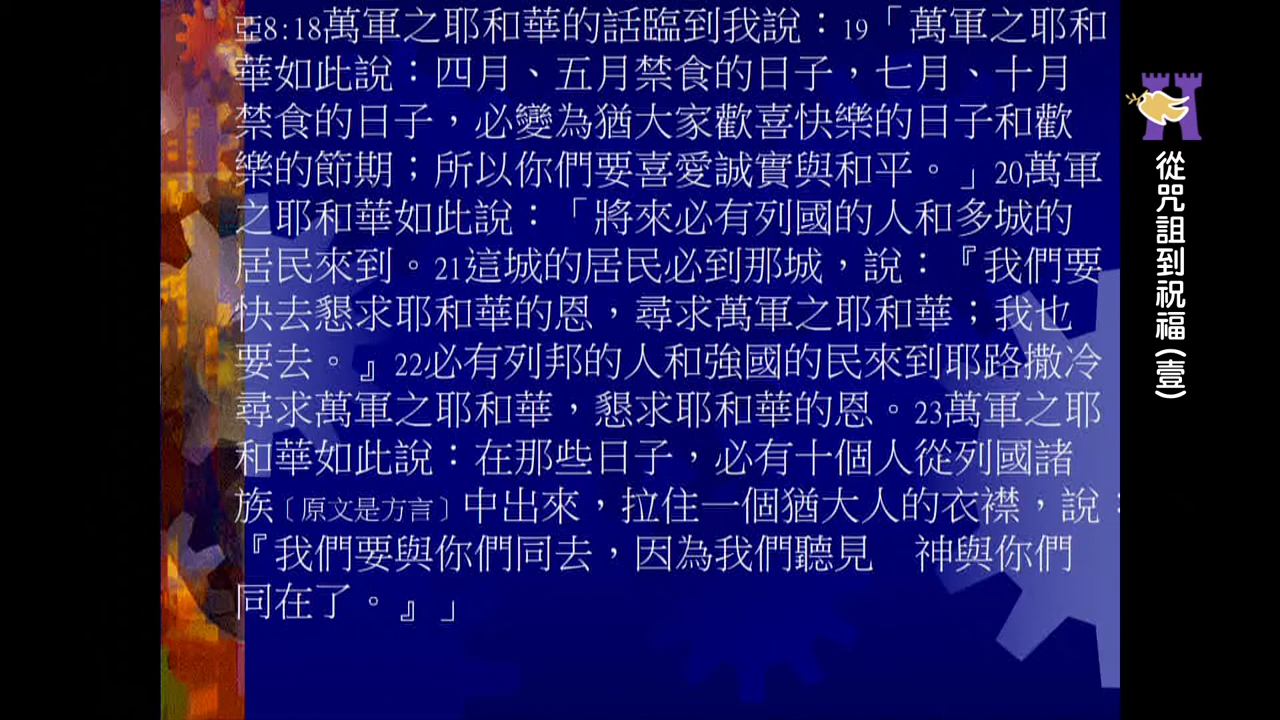 亞8:18萬軍之耶和華的話臨到我說：19「萬軍之耶和
華如此說：四月、五月禁食的日子，七月、十月
禁食的日子，必變為猶大家歡喜快樂的日子和歡
樂的節期；所以你們要喜愛誠實與和平。」20萬軍
之耶和華如此說：「將來必有列國的人和多城的
居民來到。21這城的居民必到那城，說：『我們要
快去懇求耶和華的恩，尋求萬軍之耶和華；我也
要去。』22必有列邦的人和強國的民來到耶路撒冷
尋求萬軍之耶和華，懇求耶和華的恩。23萬軍之耶
和華如此說：在那些日子，必有十個人從列國諸
族〔原文是方言〕中出來，拉住一個猶大人的衣襟，說：
『我們要與你們同去，因為我們聽見　神與你們
同在了。』」
從咒詛到祝福(壹)